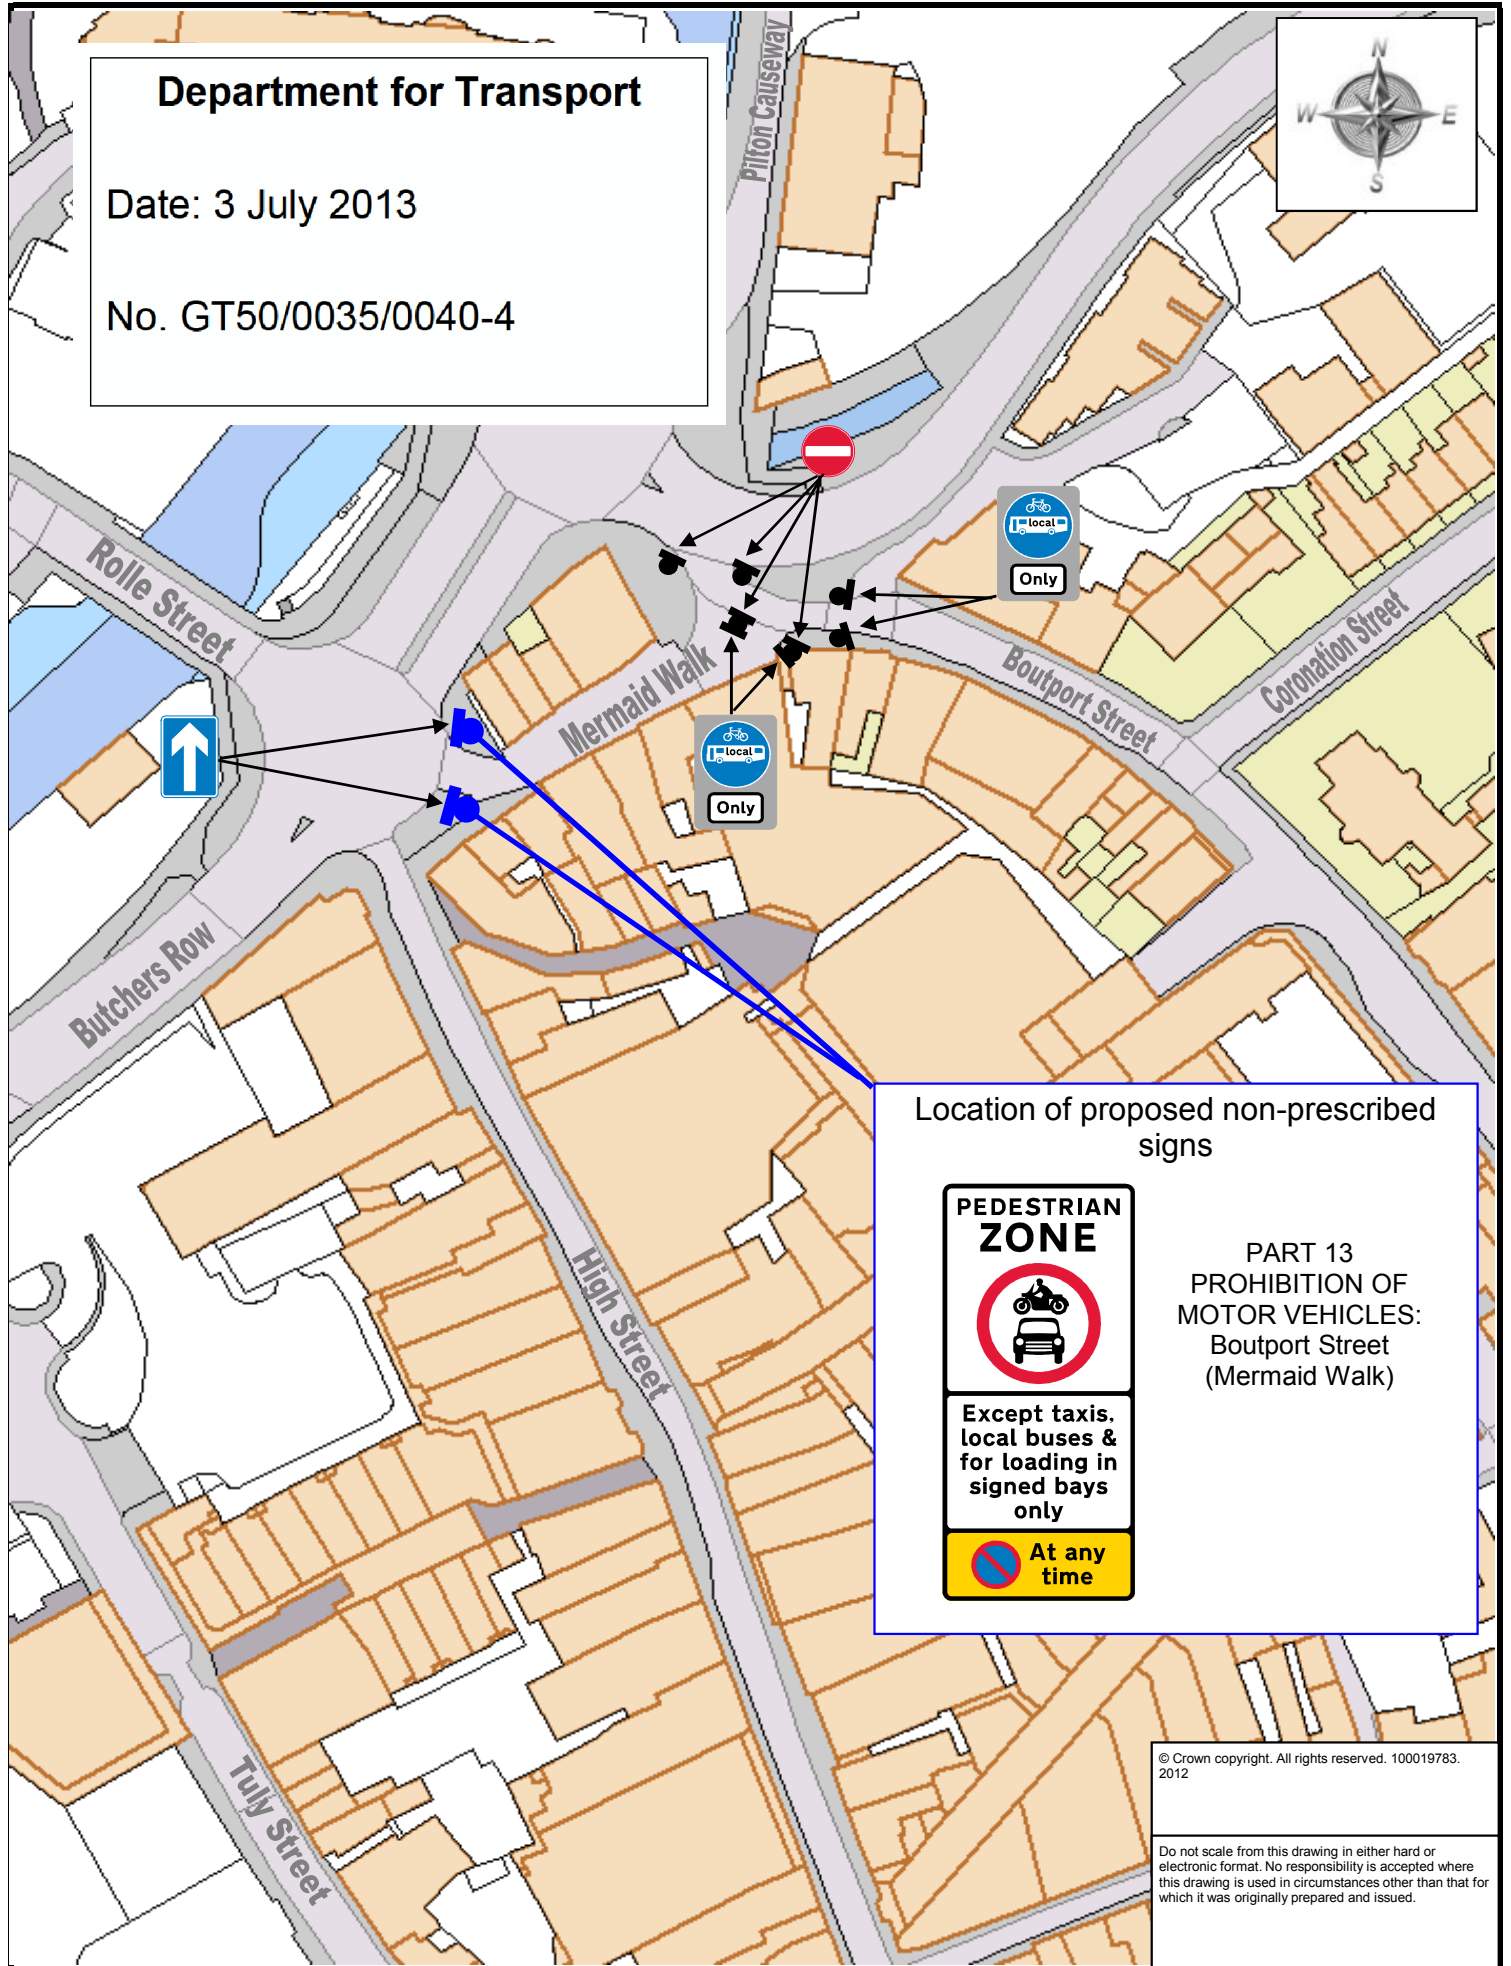 Department for Transport
Date: 3 July 2013
No. GT50/0035/0040-4
N
W
E
S
Pilton Causeway
Rolle Street
local
Only
Mermaid Walk
Boutport Street
Coronation Street
local
Only
Butchers Row
High Street
Tuly Street
Location of proposed non-prescribed
signs
PEDESTRIAN
ZONE
Except taxis,
local buses &
for loading in
signed bays
only
At any
time
PART 13
PROHIBITION OF
MOTOR VEHICLES:
Boutport Street
(Mermaid Walk)
© Crown copyright. All rights reserved. 100019783.
2012
Do not scale from this drawing in either hard or
electronic format. No responsibility is accepted where
this drawing is used in circumstances other than that for
which it was originally prepared and issued.